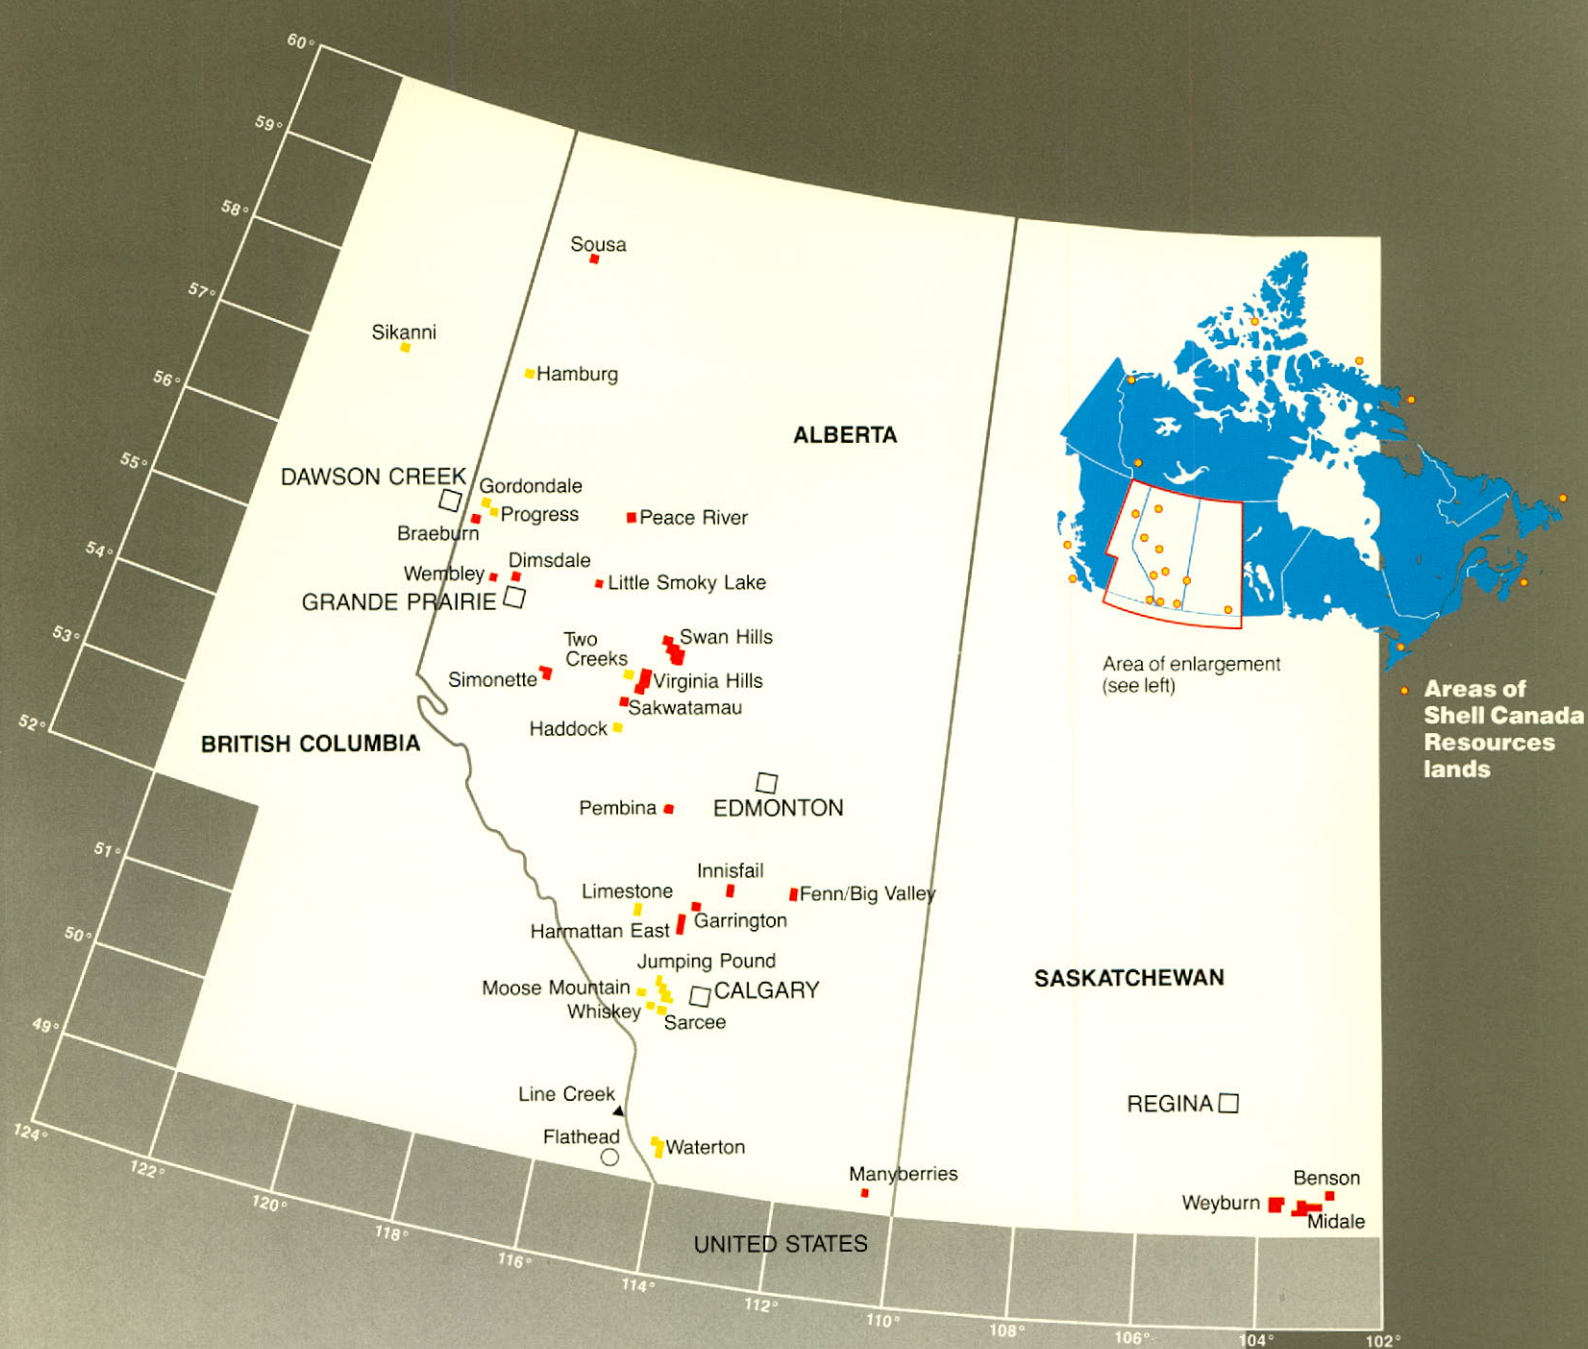 60°
59°
58°
57°
56°
55°
54°
53°
52°
51°
50°
49°
124°
122°
120°
118°
116°
114°
112°
110°
108°
106°
104°
102°
Sousa
Sikanni
Hamburg
ALBERTA
DAWSON CREEK
Gordondale
Progress
Braeburn
Peace River
Dimsdale
Wembley
GRANDE PRAIRIE
Little Smoky Lake
Two
Creeks
Swan Hills
Simonette
Virginia Hills
Sakwatamau
Haddock
BRITISH COLUMBIA
Pembina
EDMONTON
Innisfail
Limestone
Fenn/Big Valley
Garrington
Harmattan East
Jumping Pound
Moose Mountain
CALGARY
Whiskey
Sarcee
SASKATCHEWAN
Line Creek
Flathead
Waterton
REGINA
Manyberries
Benson
Weyburn
Midale
UNITED STATES
Area of enlargement
(see left)
Areas of
Shell Canada
Resources
lands